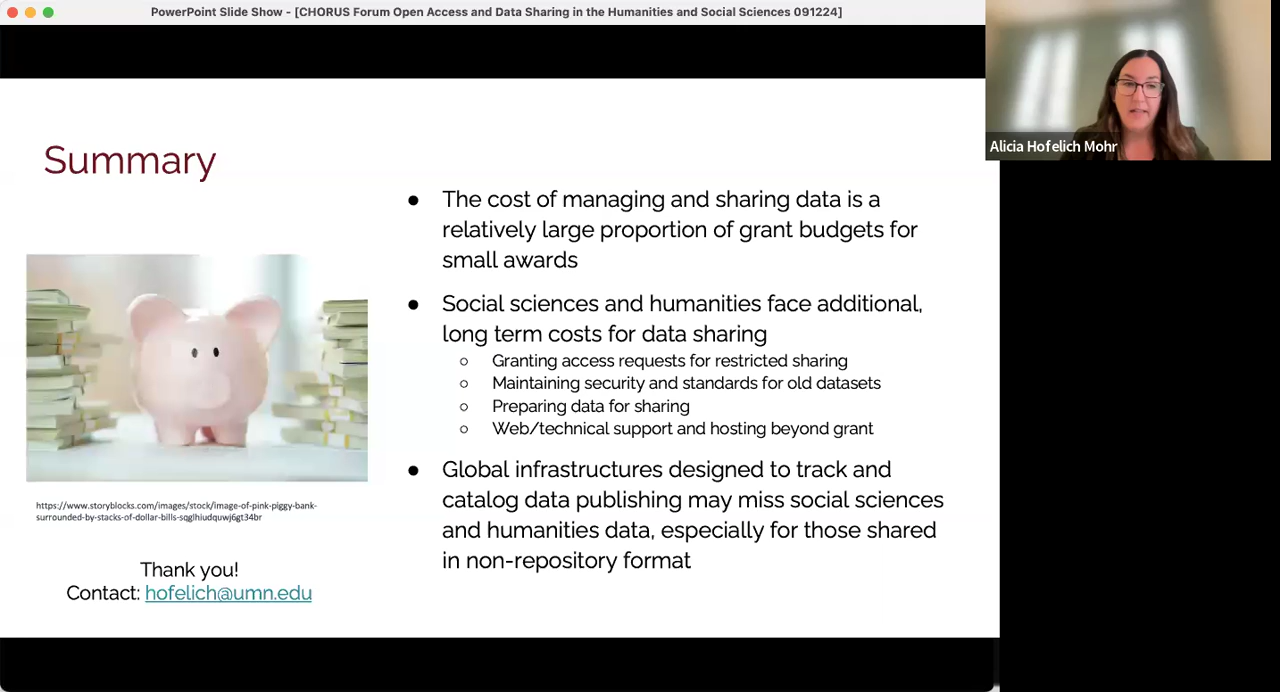 PowerPoint Slide Show - [CHORUS Forum Open Access and Data Sharing in the Humanities and Social Sciences 091224]
Alicia Hofelich Mohr
Summary
● The cost of managing and sharing data is a
relatively large proportion of grant budgets for
small awards
● Social sciences and humanities face additional,
long term costs for data sharing
○ Granting access requests for restricted sharing
○ Maintaining security and standards for old datasets
○ Preparing data for sharing
○ Web/technical support and hosting beyond grant
● Global infrastructures designed to track and
catalog data publishing may miss social sciences
and humanities data, especially for those shared
in non-repository format
https://www.storyblocks.com/images/stock/image-of-pink-piggy-bank-
surrounded-by-stacks-of-dollar-bills-sqglhiudquwj6gt34br
Thank you!
Contact: hofelich@umn.edu